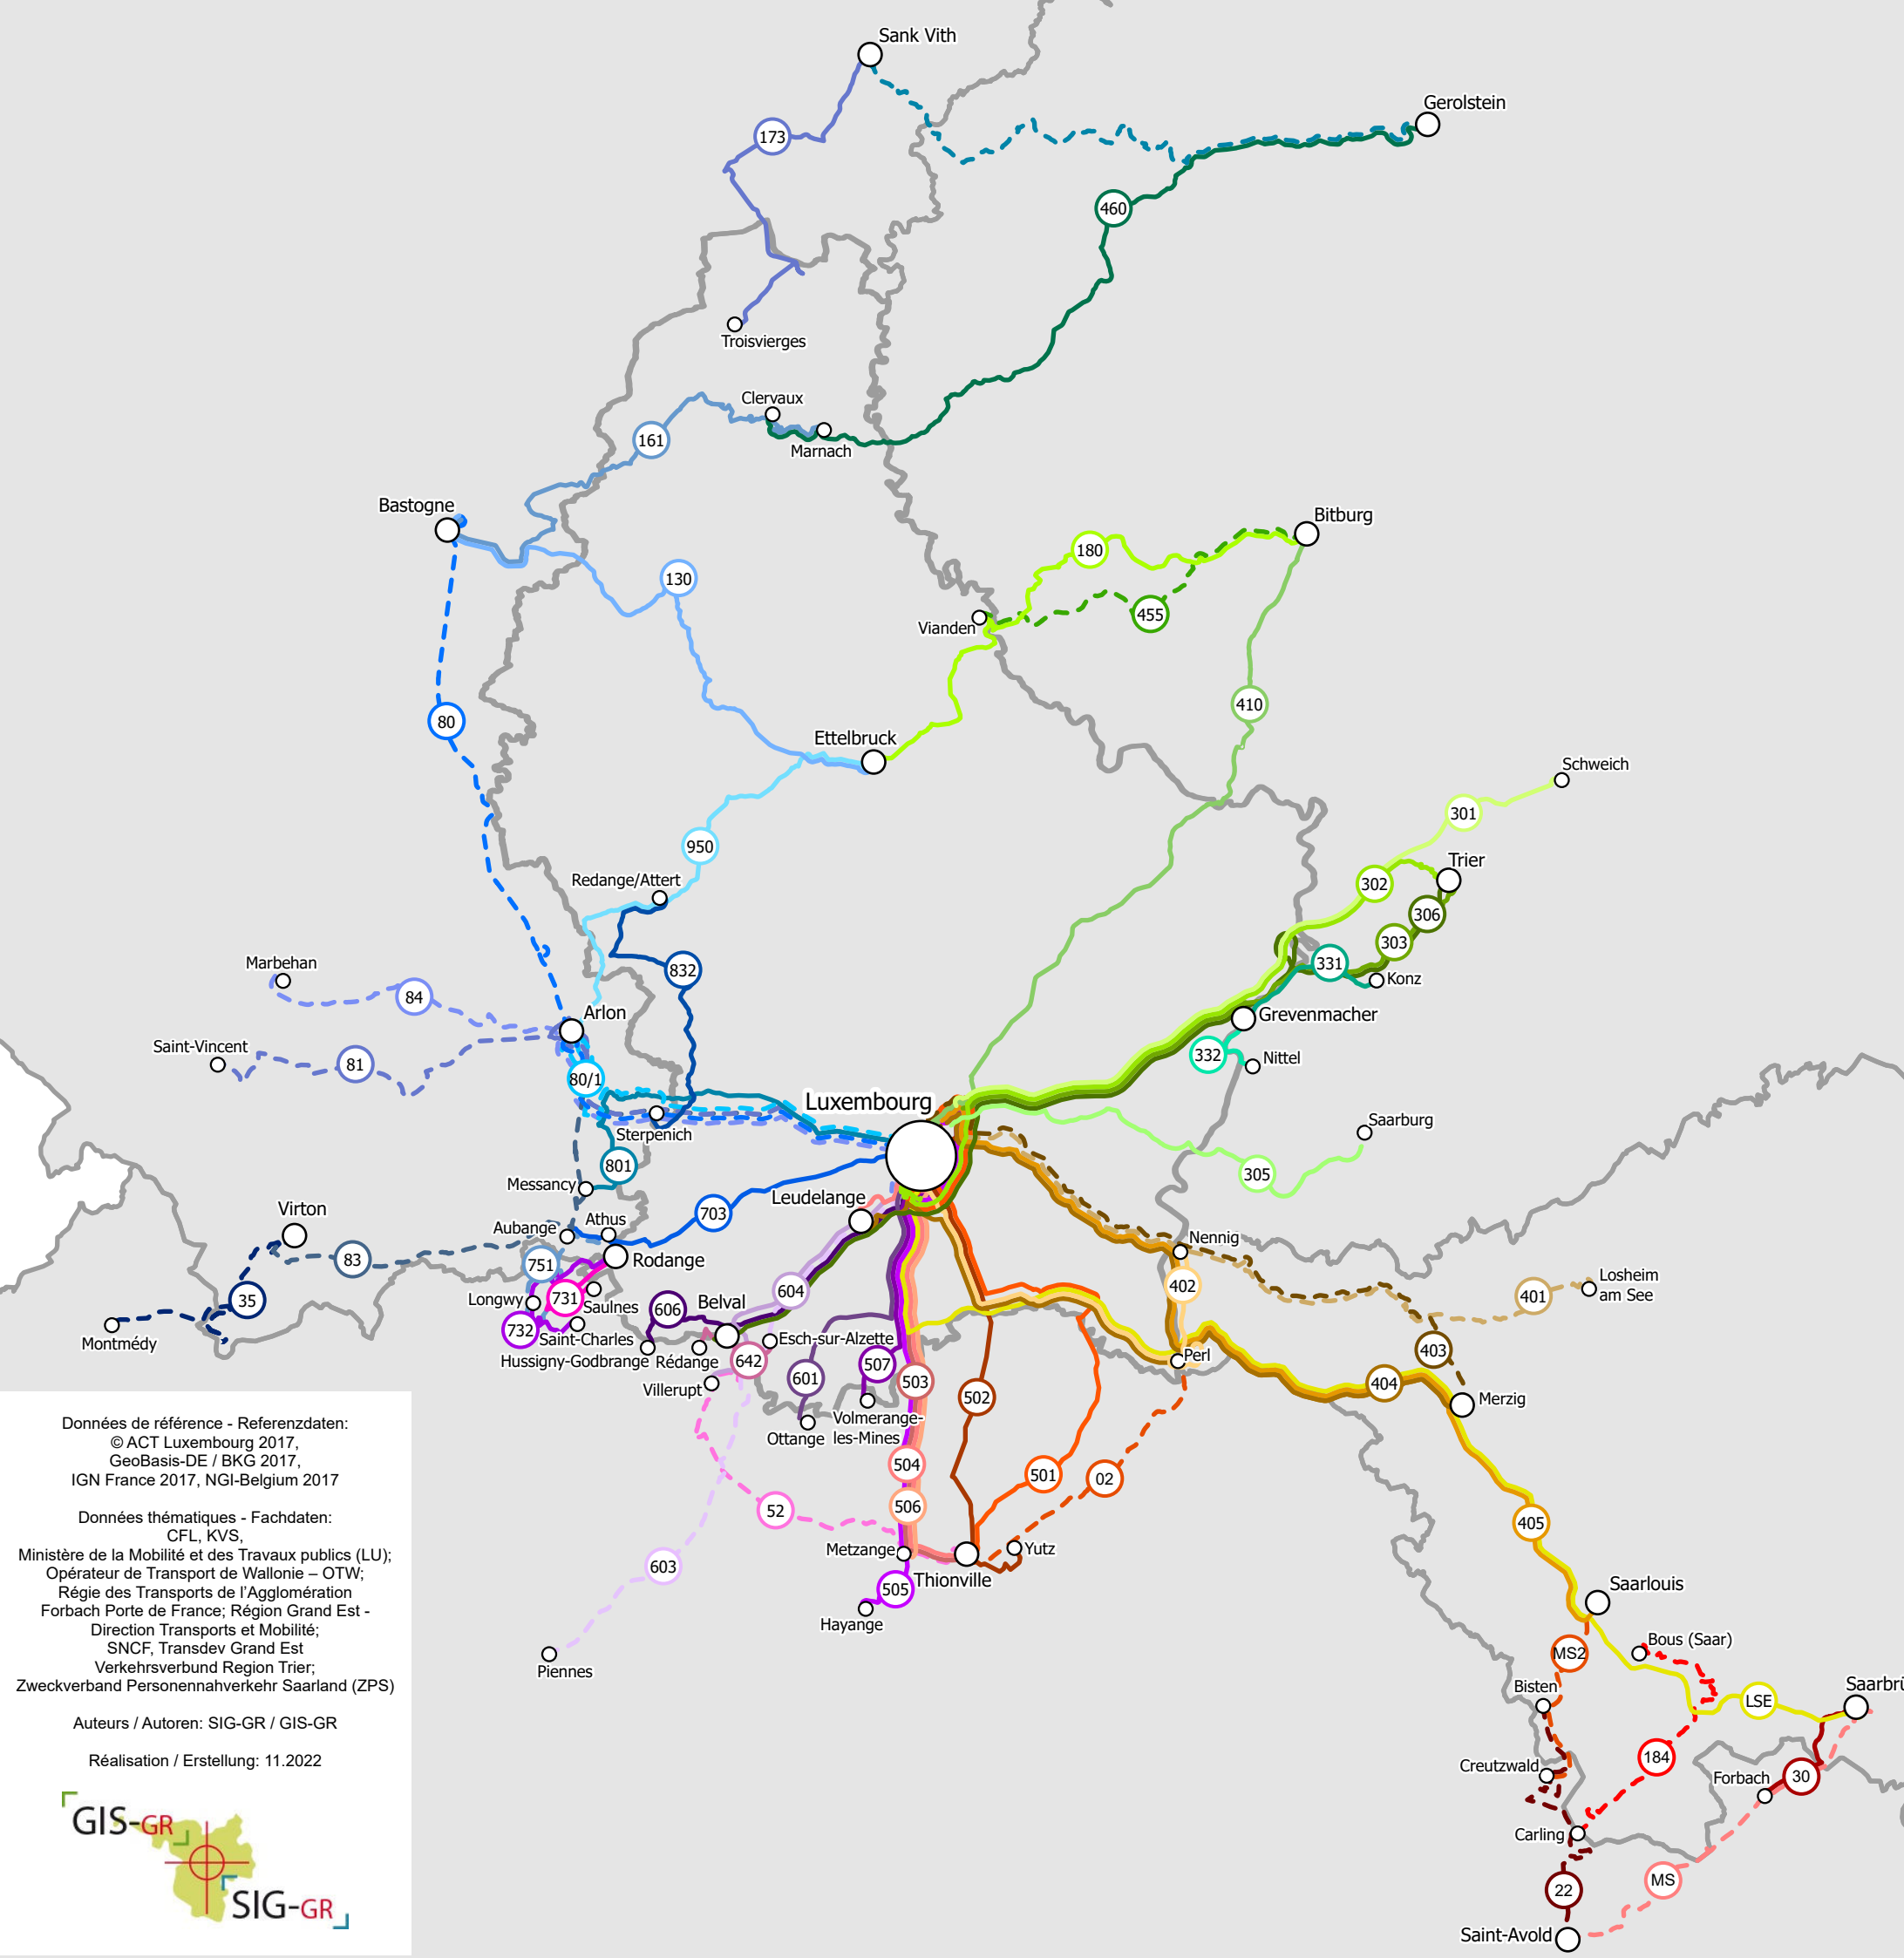 Sank Vith
Gerolstein
173
460
Troisvierges
Clervaux
161
Marnach
Bastogne
Bitburg
180
130
455
Vianden
410
80
Ettelbruck
Schweich
301
950
Trier
Redange/Attert
302
306
303
Marbehan
832
331
Konz
84
Arlon
Grevenmacher
Saint-Vincent
332
Nittel
81
80/1
Luxembourg
Saarburg
Sterpenich
801
305
Messancy
Leudelange
Virton
703
Aubange
Athus
Nennig
83
751
Rodange
Losheim
am See
402
604
401
35
Longwy
731
Saulnes
606
Belval
Montmédy
732
Saint-Charles
Esch-sur-Alzette
403
Hussigny-Godbrange
Rédange
642
507
Perl
Villerupt
601
503
404
502
Merzig
Volmerange-
les-Mines
Ottange
504
501
02
506
52
405
Metzange
Yutz
603
Thionville
505
Saarlouis
Hayange
Bous (Saar)
MS2
Piennes
Bisten
Saarbrü
LSE
184
Creutzwald
Forbach
30
Carling
MS
22
Saint-Avold
Données de référence - Referenzdaten:
© ACT Luxembourg 2017,
GeoBasis-DE / BKG 2017,
IGN France 2017, NGI-Belgium 2017
Données thématiques - Fachdaten:
CFL, KVS,
Ministère de la Mobilité et des Travaux publics (LU);
Opérateur de Transport de Wallonie – OTW;
Régie des Transports de l'Agglomération
Forbach Porte de France; Région Grand Est -
Direction Transports et Mobilité;
SNCF, Transdev Grand Est
Verkehrsverbund Region Trier;
Zweckverband Personennahverkehr Saarland (ZPS)
Auteurs / Autoren: SIG-GR / GIS-GR
Réalisation / Erstellung: 11.2022
GIS-GR
SIG-GR